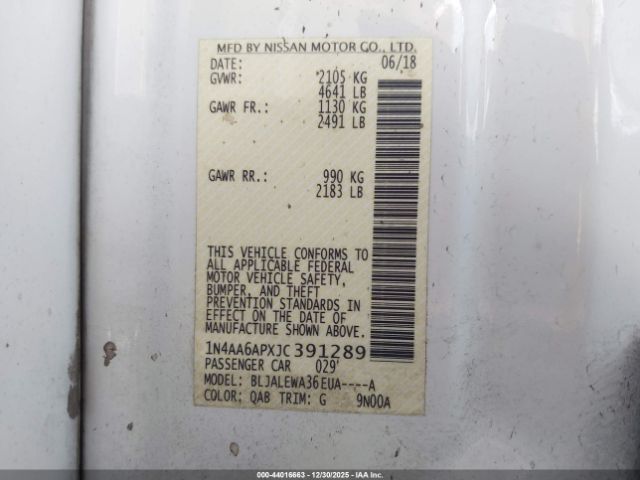 MFD BY NISSAN MOTOR CO., LTD.
DATE: 06/18
GVWR: 2105 KG
4641 LB
GAWR FR.: 1130 KG
2491 LB
GAWR RR.: 990 KG
2183 LB
THIS VEHICLE CONFORMS TO
ALL APPLICABLE FEDERAL
MOTOR VEHICLE SAFETY,
BUMPER, AND THEFT
PREVENTION STANDARDS IN
EFFECT ON THE DATE OF
MANUFACTURE SHOWN ABOVE.
1N4AA6APXJC391289
PASSENGER CAR 029'
MODEL: BLJALEWA36EUA----A
COLOR: QAB TRIM: G 9N00A
000-44016663 — 12/30/2025 — IAA Inc.